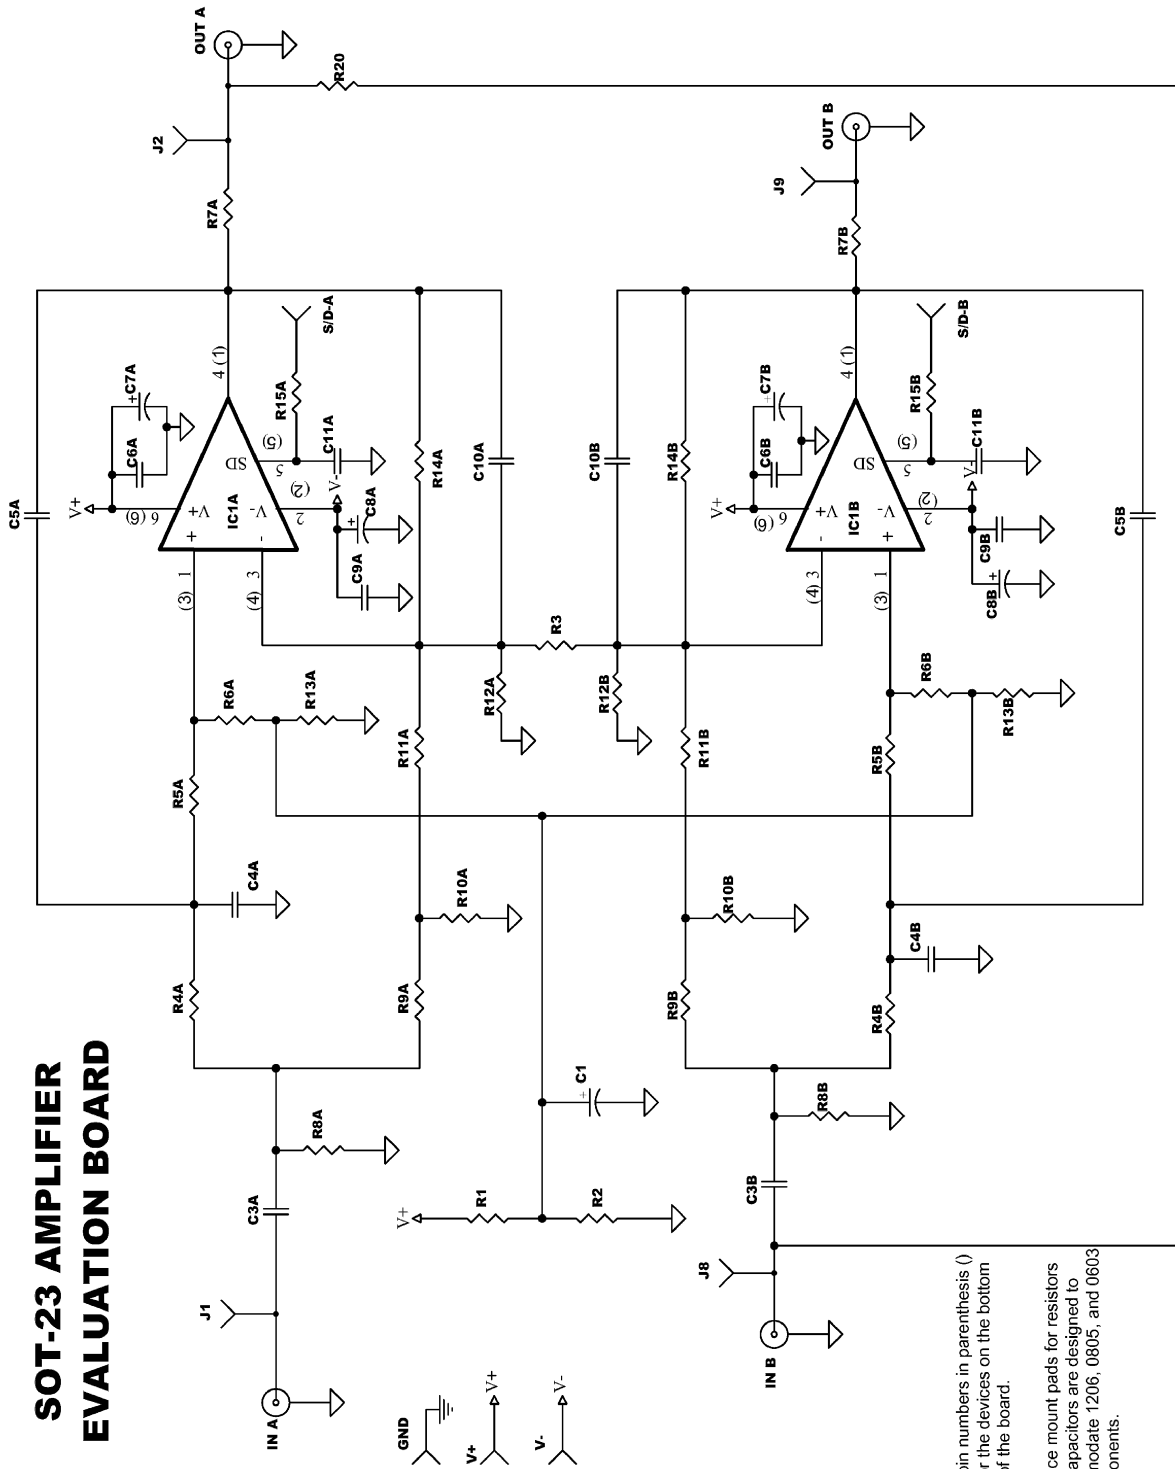 SOT-23 AMPLIFIER
EVALUATION BOARD
IN A
J1
C3A
R8A
R4A
C4A
R5A
R6A
R13A
C5A
(3) 1
(4) 3
+
-
IC1A
V+
V-
SD
V+
(6) 6
C6A
C7A
+
2
(2)
V-
C8A
+
C9A
5
(5)
C11A
R15A
S/D-A
4 (1)
R7A
J2
OUT A
R20
R9A
R10A
R11A
R14A
C10A
R12A
R3
R12B
C10B
R14B
R11B
R10B
R9B
GND
V+
V+
V-
V-
V+
R1
R2
C1
+
IN B
J8
C3B
R8B
R4B
C4B
R5B
R6B
R13B
C5B
(4) 3
(3) 1
-
+
IC1B
V+
V-
SD
V+
(6) 6
C6B
C7B
+
2
(2)
V-
C9B
C8B
+
5
(5)
C11B
R15B
S/D-B
4 (1)
R7B
J9
OUT B
in numbers in parenthesis ()
r the devices on the bottom
f the board.
ce mount pads for resistors
apacitors are designed to
modate 1206, 0805, and 0603
onents.